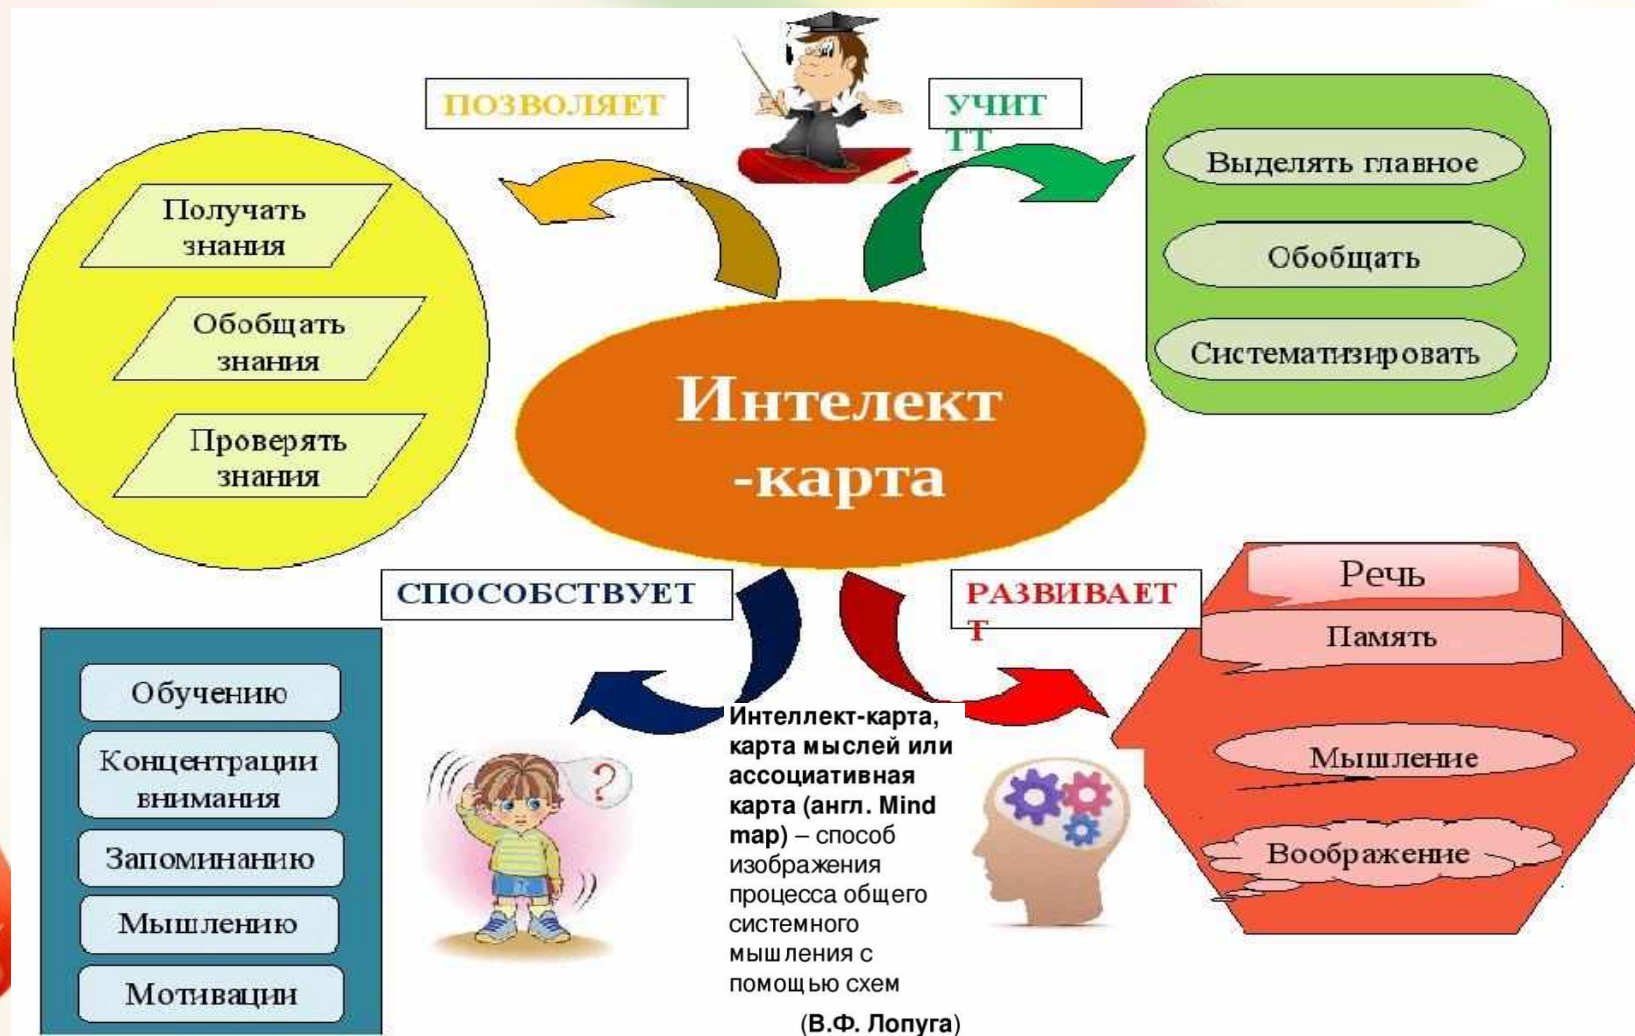 ПОЗВОЛЯЕТ
УЧИТ
ТТ
Получать
знания
Обобщать
знания
Проверять
знания
Выделять главное
Обобщать
Систематизировать
Интелект
-карта
СПОСОБСТВУЕТ
РАЗВИВАЕТ
Т
Обучению
Концентрации
внимания
Запоминанию
Мышлению
Мотивации
?
Интеллект-карта,
карта мыслей или
ассоциативная
карта (англ. Mind
map) – способ
изображения
процесса общего
системного
мышления с
помощью схем
(В.Ф. Лопуга)
Речь
Память
Мышление
Воображение